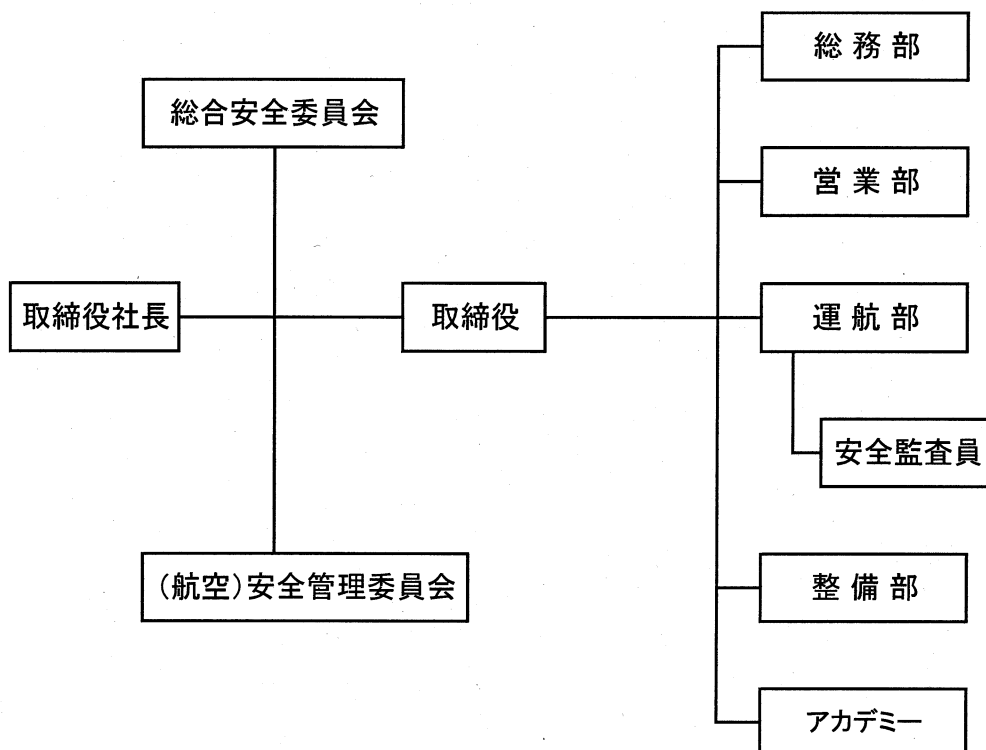 総務部
総合安全委員会
営業部
取締役社長
取締役
運航部
安全監査員
(航空)安全管理委員会
整備部
アカデミー